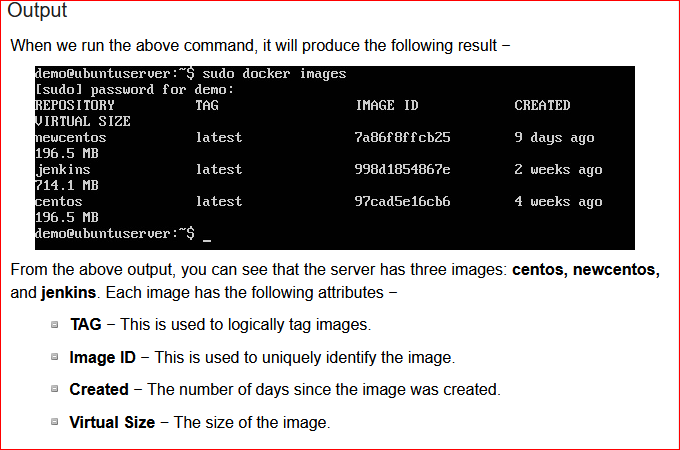 Output
When we run the above command, it will produce the following result −
demo@ubuntuserver:~$ sudo docker images
[sudo] password for demo:
REPOSITORY TAG IMAGE ID CREATED
VIRTUAL SIZE
newcentos latest 7a86f8ffcb25 9 days ago
196.5 MB
jenkins latest 998d1854867e 2 weeks ago
714.1 MB
centos latest 97cad5e16cb6 4 weeks ago
196.5 MB
demo@ubuntuserver:~$ _
From the above output, you can see that the server has three images: centos, newcentos,
and jenkins. Each image has the following attributes −
TAG − This is used to logically tag images.
Image ID − This is used to uniquely identify the image.
Created − The number of days since the image was created.
Virtual Size − The size of the image.